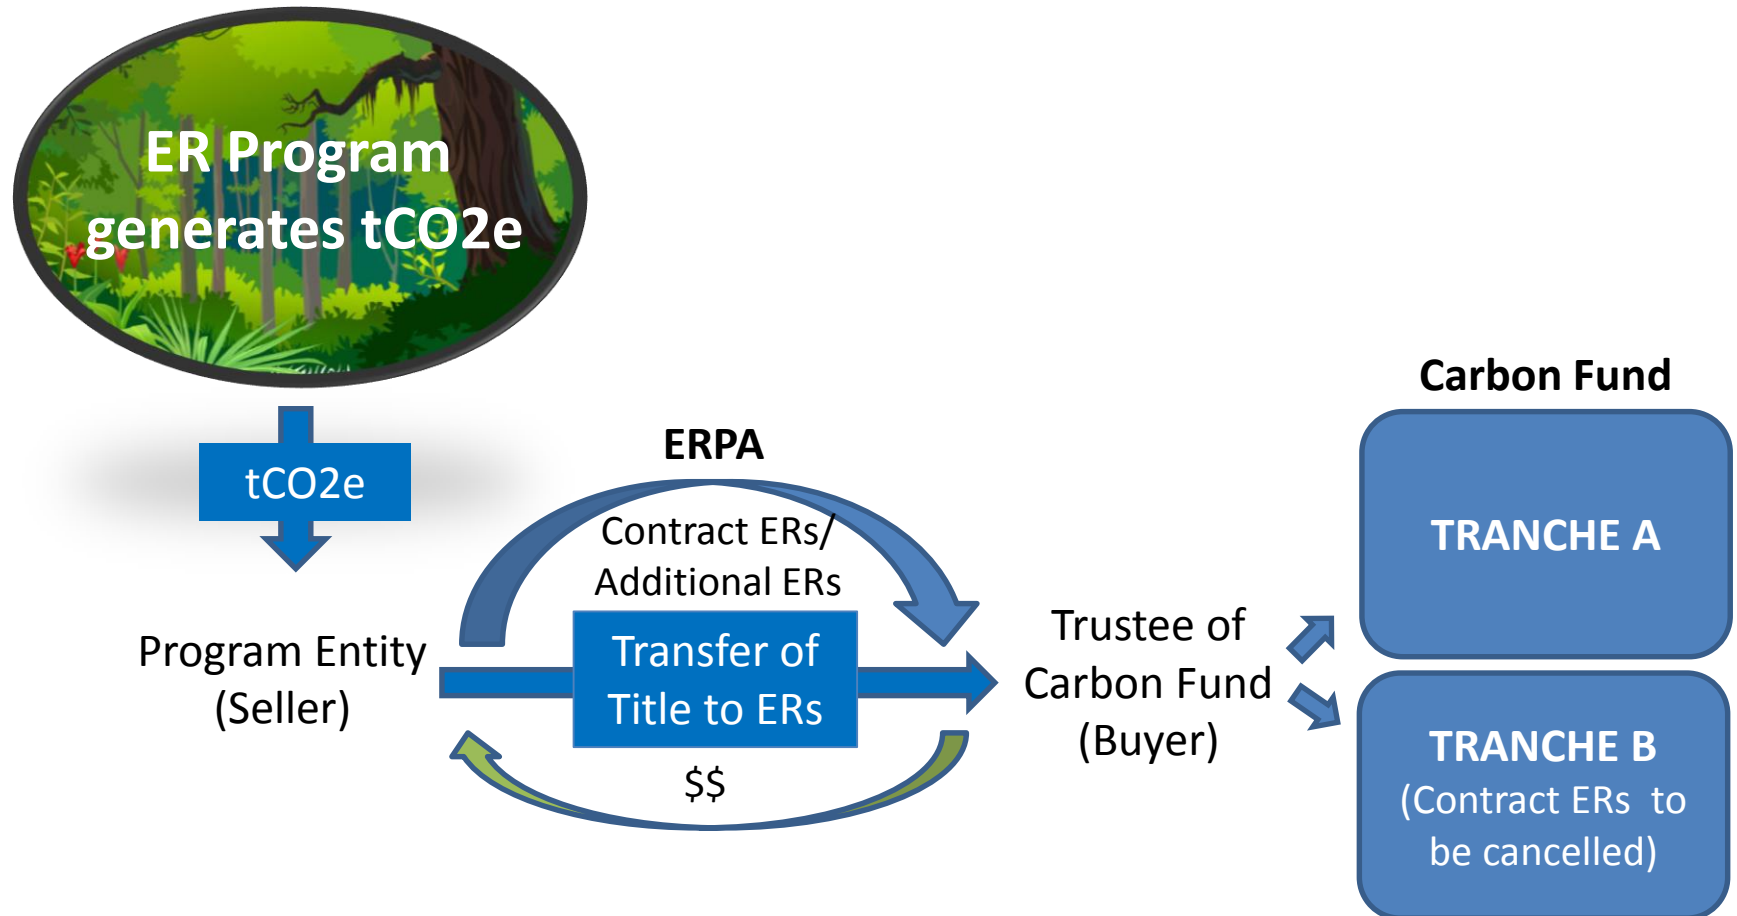 ER Program
generates tCO2e
tCO2e
Program Entity
(Seller)
ERPA
Contract ERs/
Additional ERs
Transfer of
Title to ERs
$$
Trustee of
Carbon Fund
(Buyer)
Carbon Fund
TRANCHE A
TRANCHE B
(Contract ERs to
be cancelled)